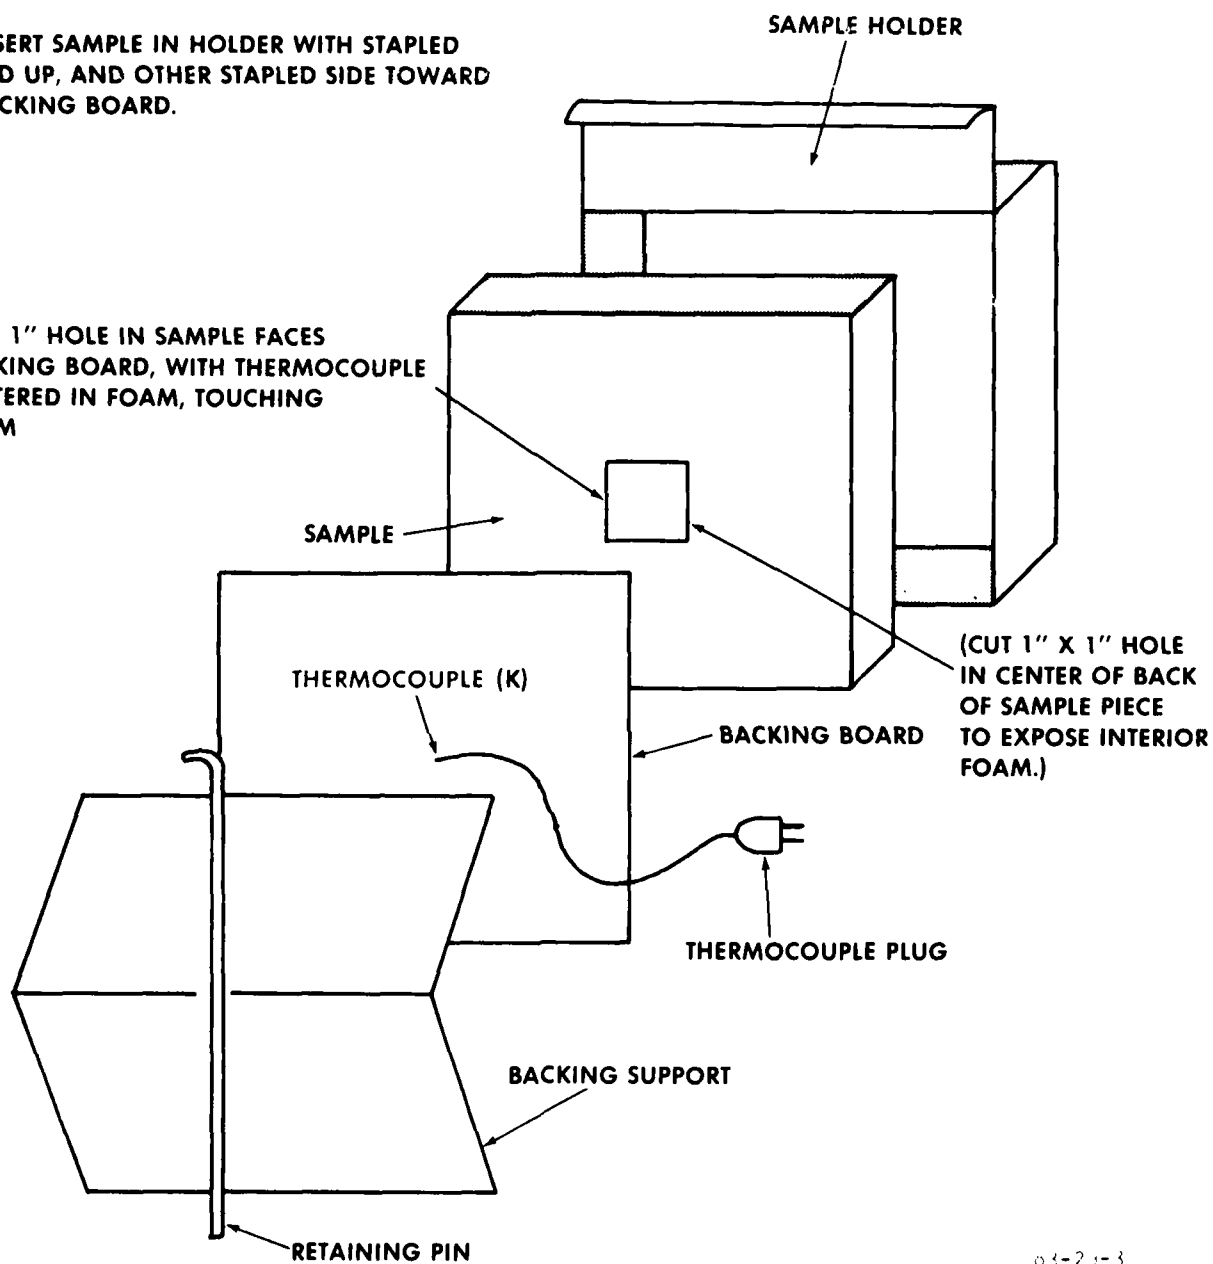 SAMPLE HOLDER
SERT SAMPLE IN HOLDER WITH STAPLED
D UP, AND OTHER STAPLED SIDE TOWARD
CKING BOARD.
1" HOLE IN SAMPLE FACES
KING BOARD, WITH THERMOCOUPLE
TERED IN FOAM, TOUCHING
M
SAMPLE
(CUT 1" X 1" HOLE
IN CENTER OF BACK
OF SAMPLE PIECE
TO EXPOSE INTERIOR
FOAM.)
THERMOCOUPLE (K)
BACKING BOARD
THERMOCOUPLE PLUG
BACKING SUPPORT
RETAINING PIN